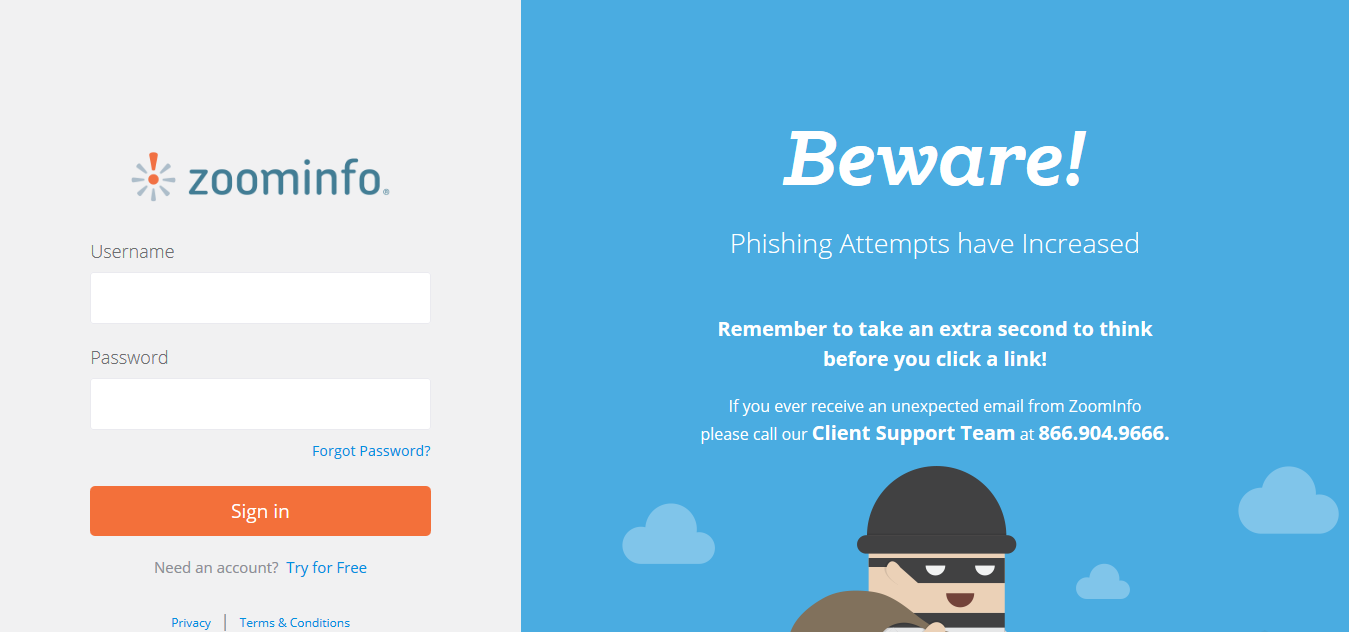 zoominfo®
Username
Password
Forgot Password?
Sign in
Need an account? Try for Free
Privacy | Terms & Conditions
Beware!
Phishing Attempts have Increased
Remember to take an extra second to think
before you click a link!
If you ever receive an unexpected email from ZoomInfo
please call our Client Support Team at 866.904.9666.